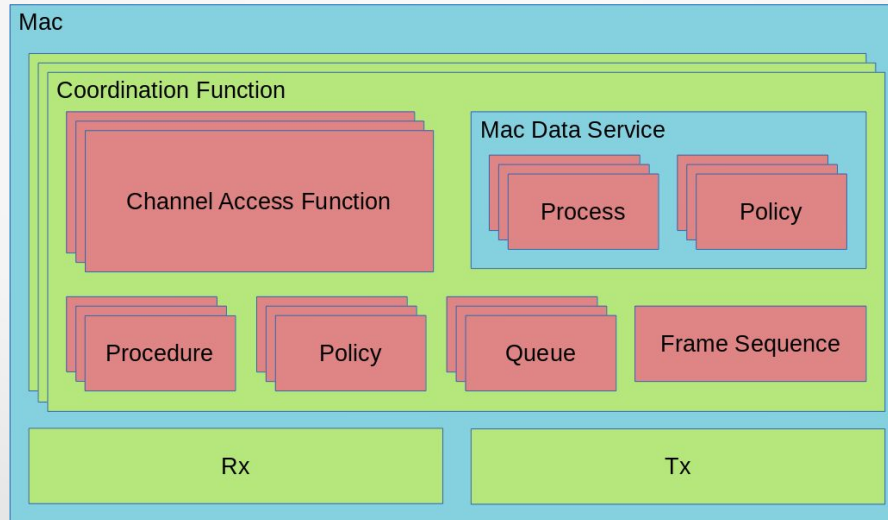 Mac
Coordination Function
Channel Access Function
Mac Data Service
Process
Policy
Procedure
Policy
Queue
Frame Sequence
Rx
Tx